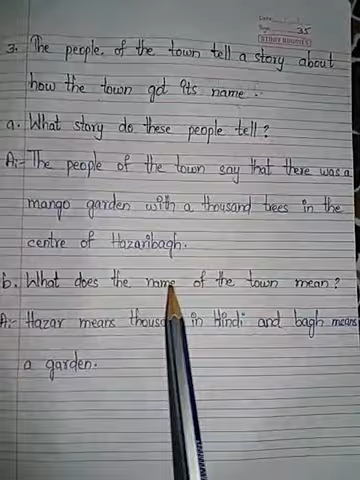 Date
Page 35
3. The people of the town tell a story about
how the town got its name.
a. What story do these people tell?
A:- The people of the town say that there was a
mango garden with a thousand trees in the
centre of Hazaribagh.
b. What does the name of the town mean?
A:- Hazar means thousa in Hindi and bagh means
a garden.